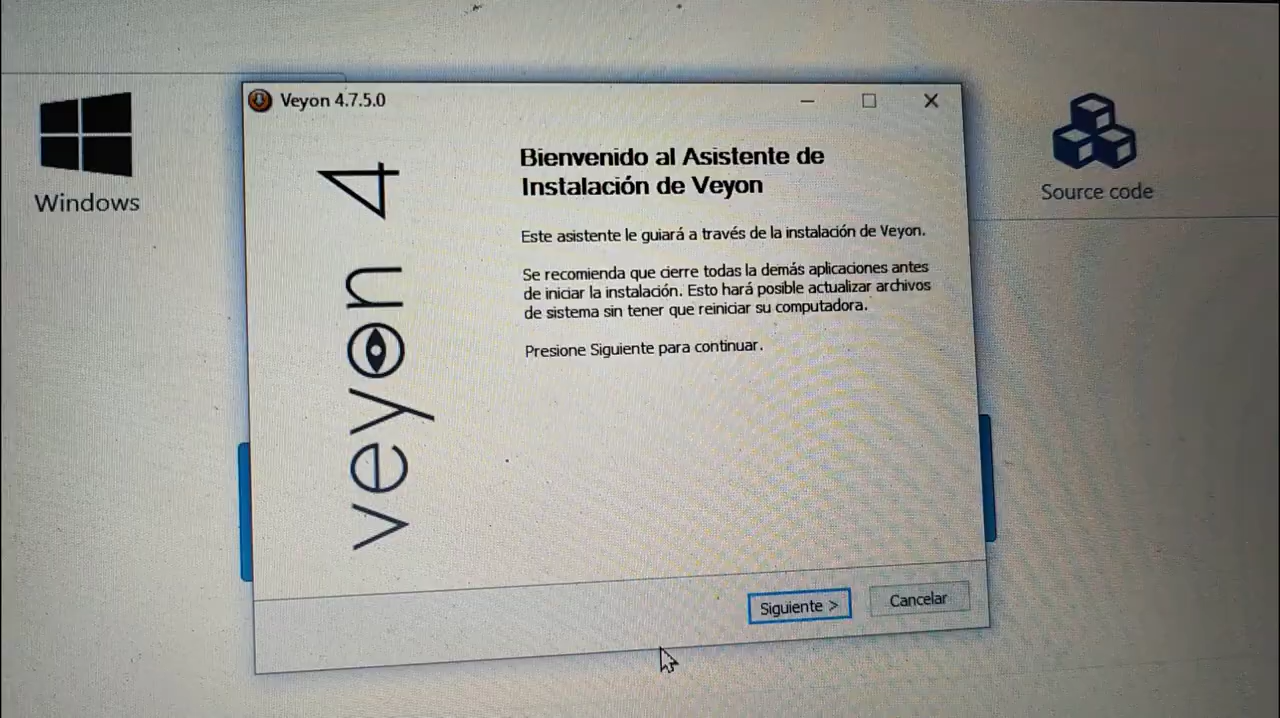 Veyon 4.7.5.0
Windows
Source code
veyon 4
Bienvenido al Asistente de
Instalación de Veyon
Este asistente le guiará a través de la instalación de Veyon.
Se recomienda que cierre todas la demás aplicaciones antes
de iniciar la instalación. Esto hará posible actualizar archivos
de sistema sin tener que reiniciar su computadora.
Presione Siguiente para continuar.
Siguiente >
Cancelar